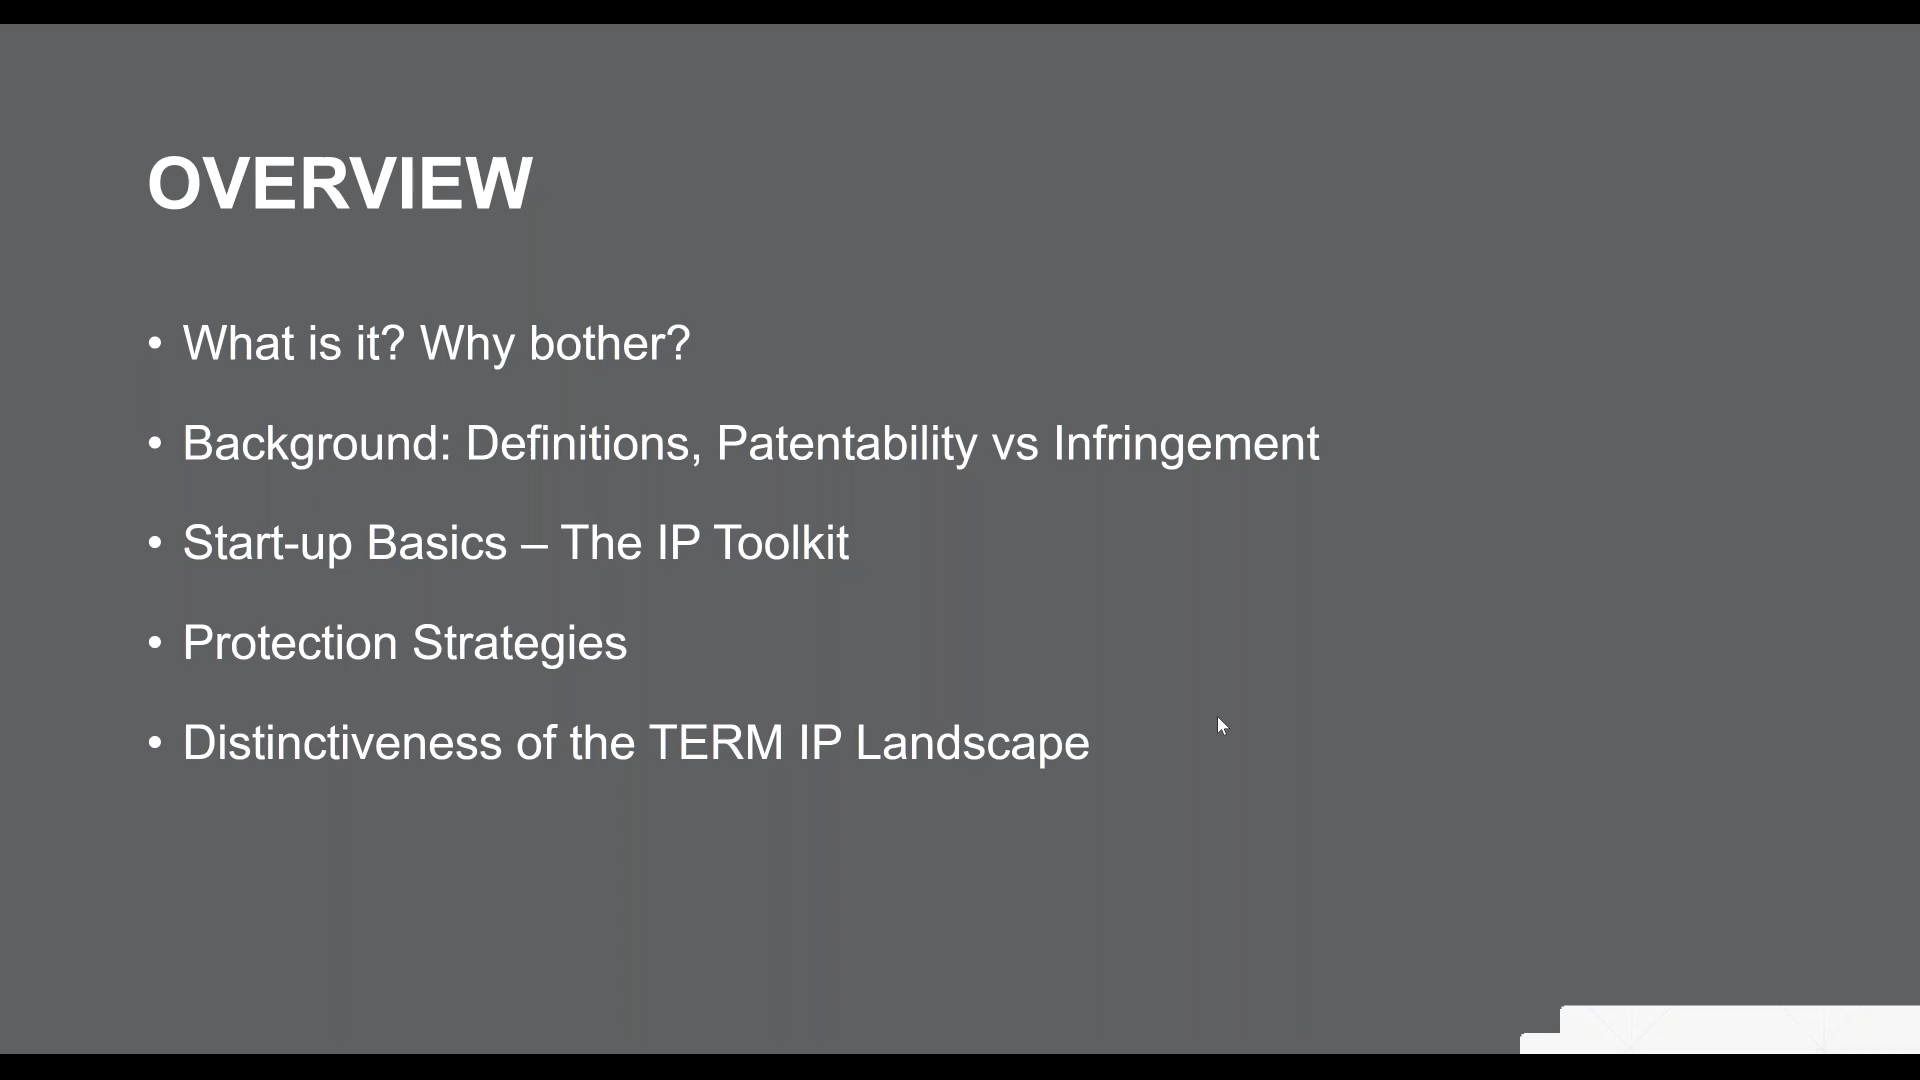 OVERVIEW
• What is it? Why bother?
• Background: Definitions, Patentability vs Infringement
• Start-up Basics – The IP Toolkit
• Protection Strategies
• Distinctiveness of the TERM IP Landscape